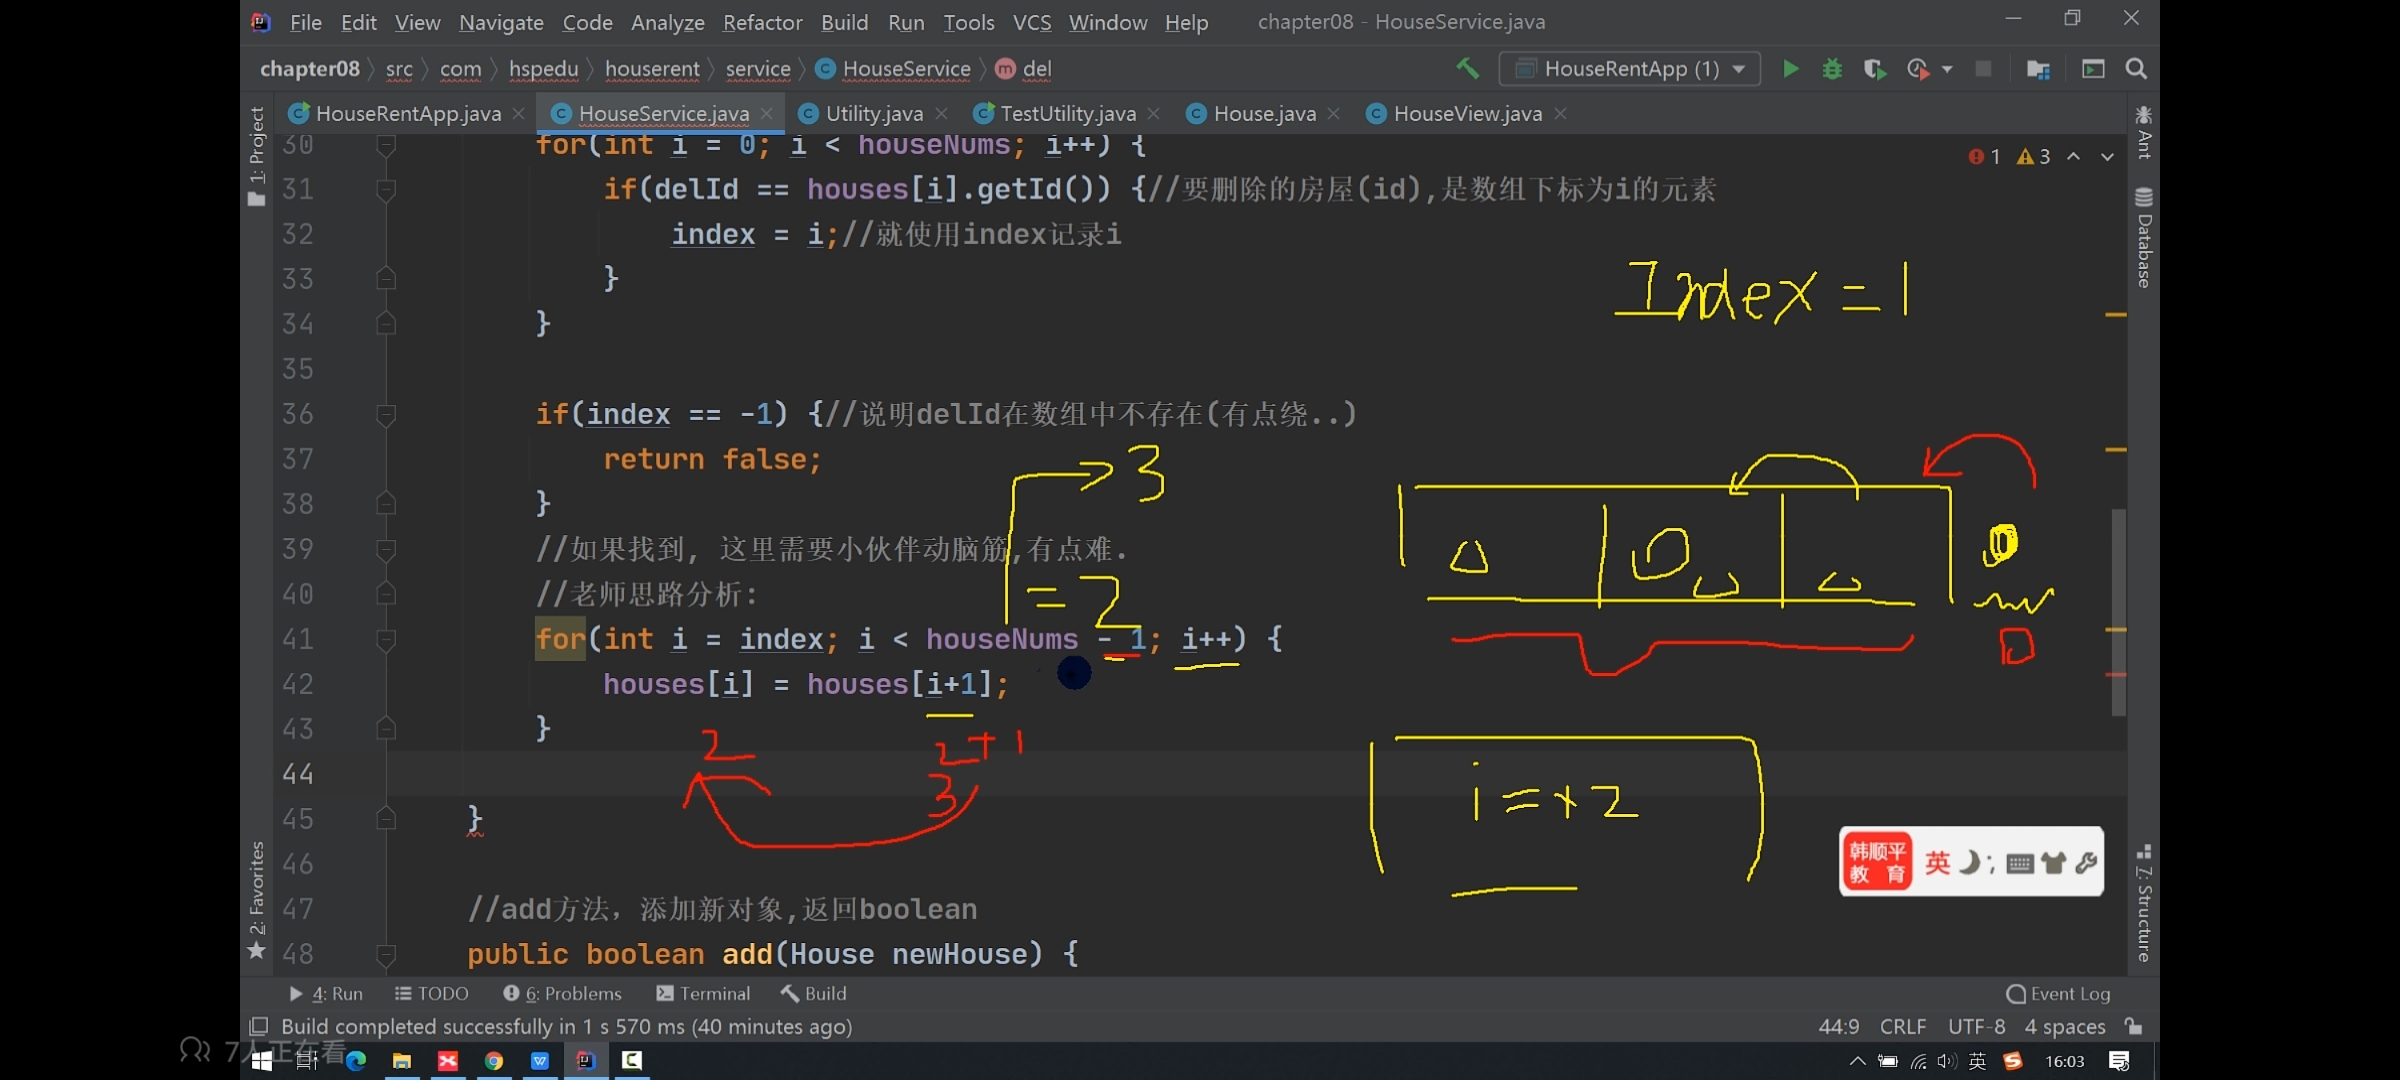 File Edit View Navigate Code Analyze Refactor Build Run Tools VCS Window Help chapter08 - HouseService.java
chapter08 src com hspedu houserent service HouseService del HouseRentApp (1)
HouseRentApp.java HouseService.java Utility.java TestUtility.java House.java HouseView.java
1: Project
Ant
Database
30 for(int i = 0; i < houseNums; i++) {
1 3
31 if(delId == houses[i].getId()) {//要删除的房屋(id),是数组下标为i的元素
32 index = i;//就使用index记录i
33 }
Index = 1
34 }
35
36 if(index == -1) {//说明delId在数组中不存在(有点绕..)
37 return false;
3
38 }
39 //如果找到, 这里需要小伙伴动脑筋,有点难.
40 //老师思路分析:
= 2
41 for(int i = index; i < houseNums - 1; i++) {
42 houses[i] = houses[i+1];
43 }
2 2+1
3
44
i = + 2
45 }
46
47 //add方法，添加新对象,返回boolean
48 public boolean add(House newHouse) {
韩顺平
教 育
英
2: Favorites
7: Structure
4: Run TODO 6: Problems Terminal Build Event Log
Build completed successfully in 1 s 570 ms (40 minutes ago) 44:9 CRLF UTF-8 4 spaces
7人正在看
英 16:03